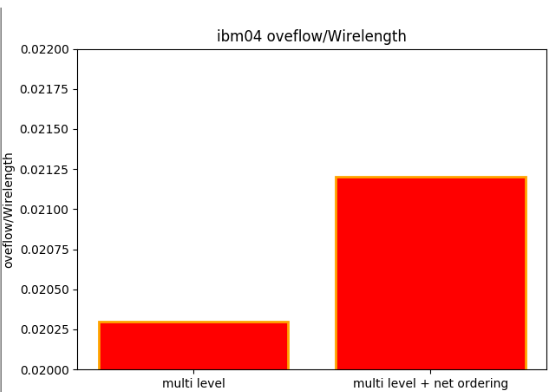 ibm04 oveflow/Wirelength
oveflow/Wirelength
0.02200
0.02175
0.02150
0.02125
0.02100
0.02075
0.02050
0.02025
0.02000
multi level
multi level + net ordering